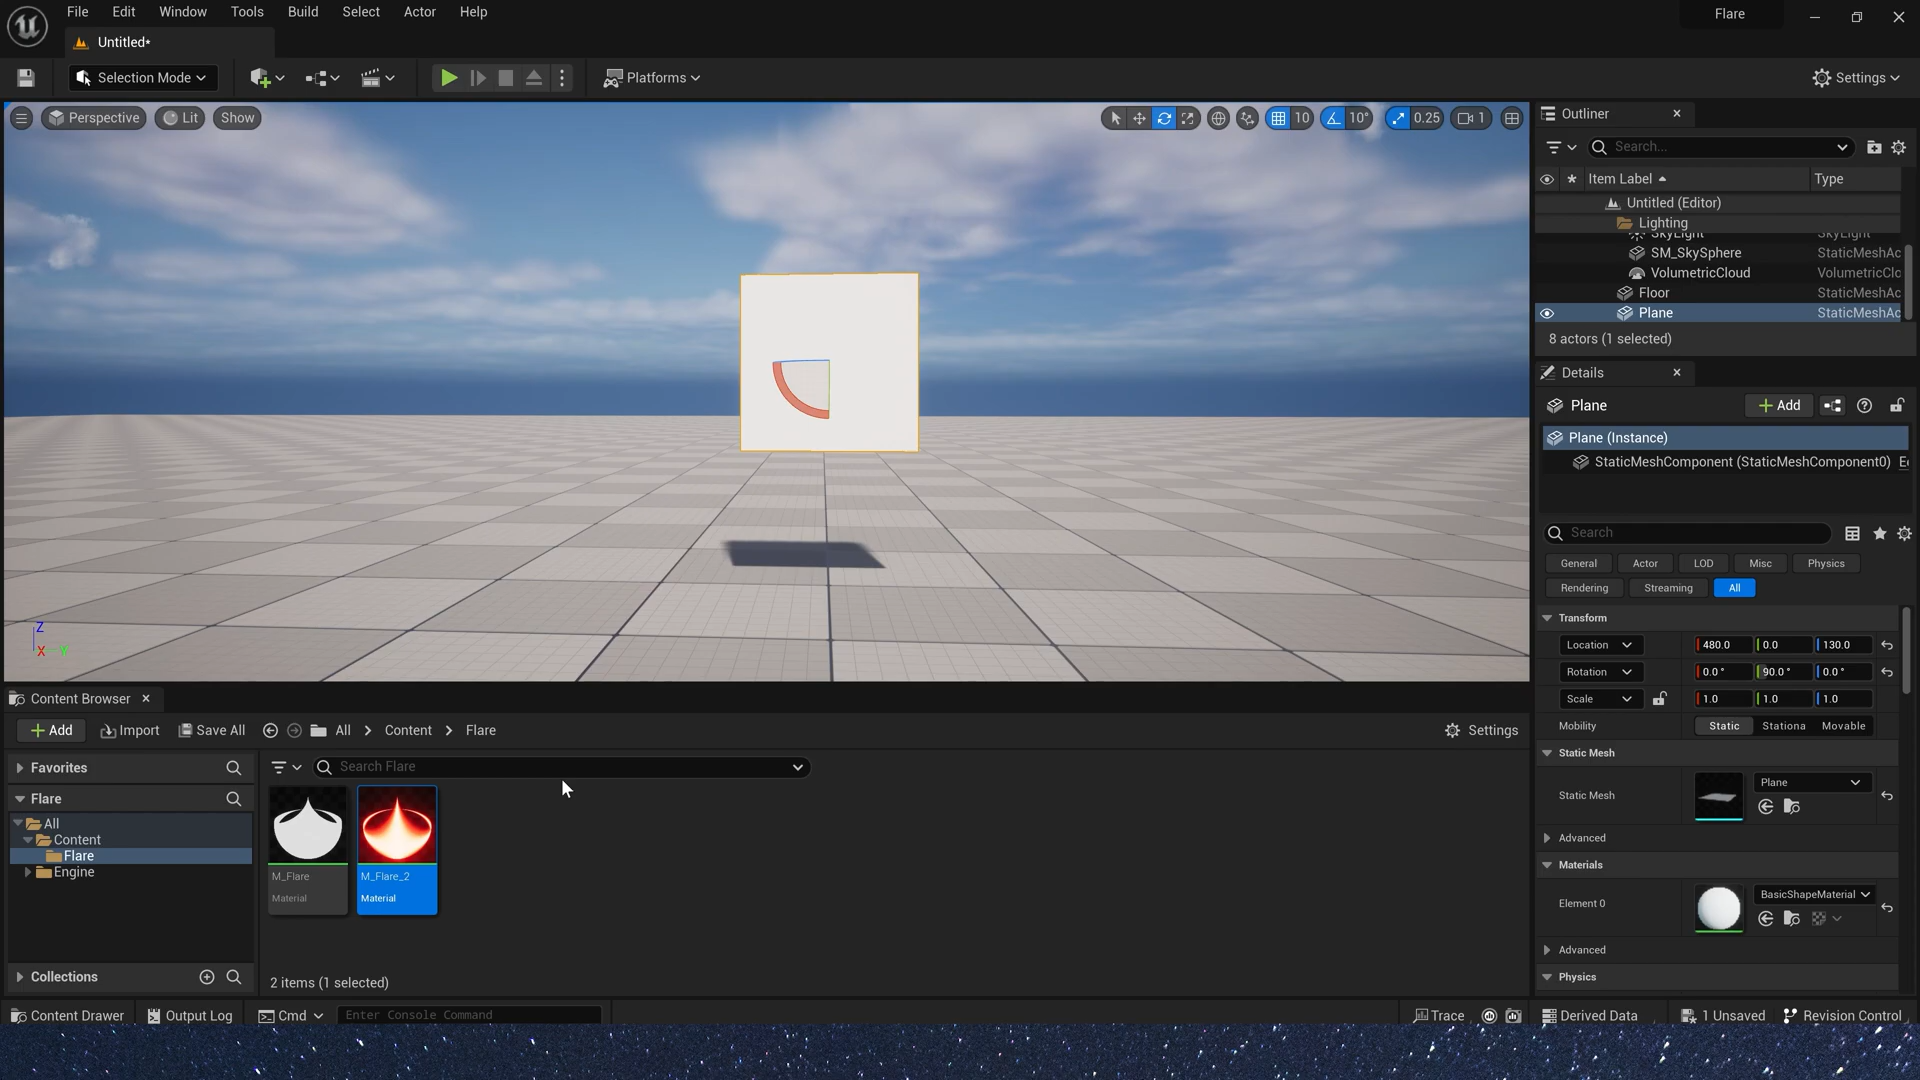 File Edit Window Tools Build Select Actor Help
Flare
Untitled*
Selection Mode
Platforms
Settings
Perspective
Lit
Show
10
10°
0.25
1
Outliner
Search...
Item Label
Type
Untitled (Editor)
Lighting
SkyLight SkyLight
SM_SkySphere StaticMeshAc
VolumetricCloud VolumetricClo
Floor StaticMeshAc
Plane StaticMeshAc
8 actors (1 selected)
Details
Plane
Add
Plane (Instance)
StaticMeshComponent (StaticMeshComponent0)
Search
General Actor LOD Misc Physics
Rendering Streaming All
Transform
Location 480.0 0.0 130.0
Rotation 0.0° 90.0° 0.0°
Scale 1.0 1.0 1.0
Mobility Static Stationa Movable
Static Mesh
Static Mesh Plane
Advanced
Materials
Element 0 BasicShapeMaterial
Advanced
Physics
Z
X Y
Content Browser
Add Import Save All All Content Flare Settings
Favorites
Search Flare
Flare
All
Content
Flare
Engine
M_Flare
Material
M_Flare_2
Material
Collections
2 items (1 selected)
Content Drawer Output Log Cmd Enter Console Command Trace Derived Data 1 Unsaved Revision Control